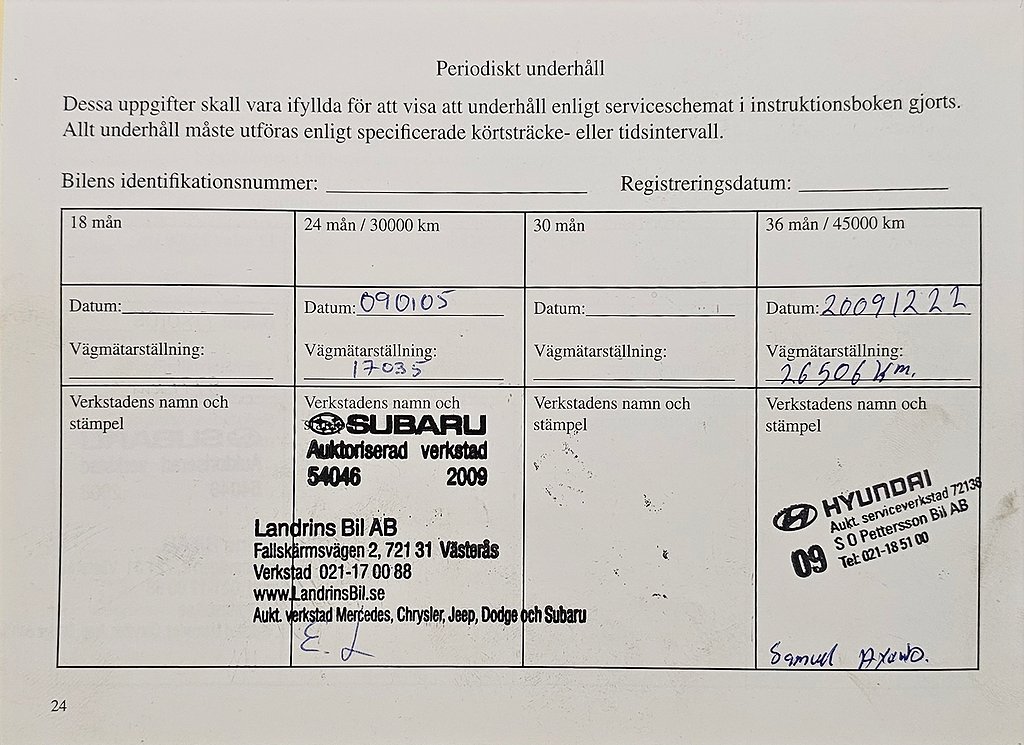 Periodiskt underhåll
Dessa uppgifter skall vara ifyllda för att visa att underhåll enligt serviceschemat i instruktionsboken gjorts.
Allt underhåll måste utföras enligt specificerade körtsträcke- eller tidsintervall.
Bilens identifikationsnummer:
Registreringsdatum:
18 mån
Datum:
Vägmätarställning:
Verkstadens namn och
stämpel
24 mån / 30000 km
Datum: 090105
Vägmätarställning:
17035
Verkstadens namn och
SUBARU
Auktoriserad verkstad
54046 2009
Landrins Bil AB
Fallskärmsvägen 2, 721 31 Västerås
Verkstad 021-17 00 88
www.LandrinsBil.se
Aukt. verkstad Mercedes, Chrysler, Jeep, Dodge och Subaru
E. L
30 mån
Datum:
Vägmätarställning:
Verkstadens namn och
stämpel
36 mån / 45000 km
Datum: 20091222
Vägmätarställning:
26506 Km.
Verkstadens namn och
stämpel
HYUNDAI
Aukt. serviceverkstad 72138
S O Pettersson Bil AB
09 Tel: 021-18 51 00
Samuel
24